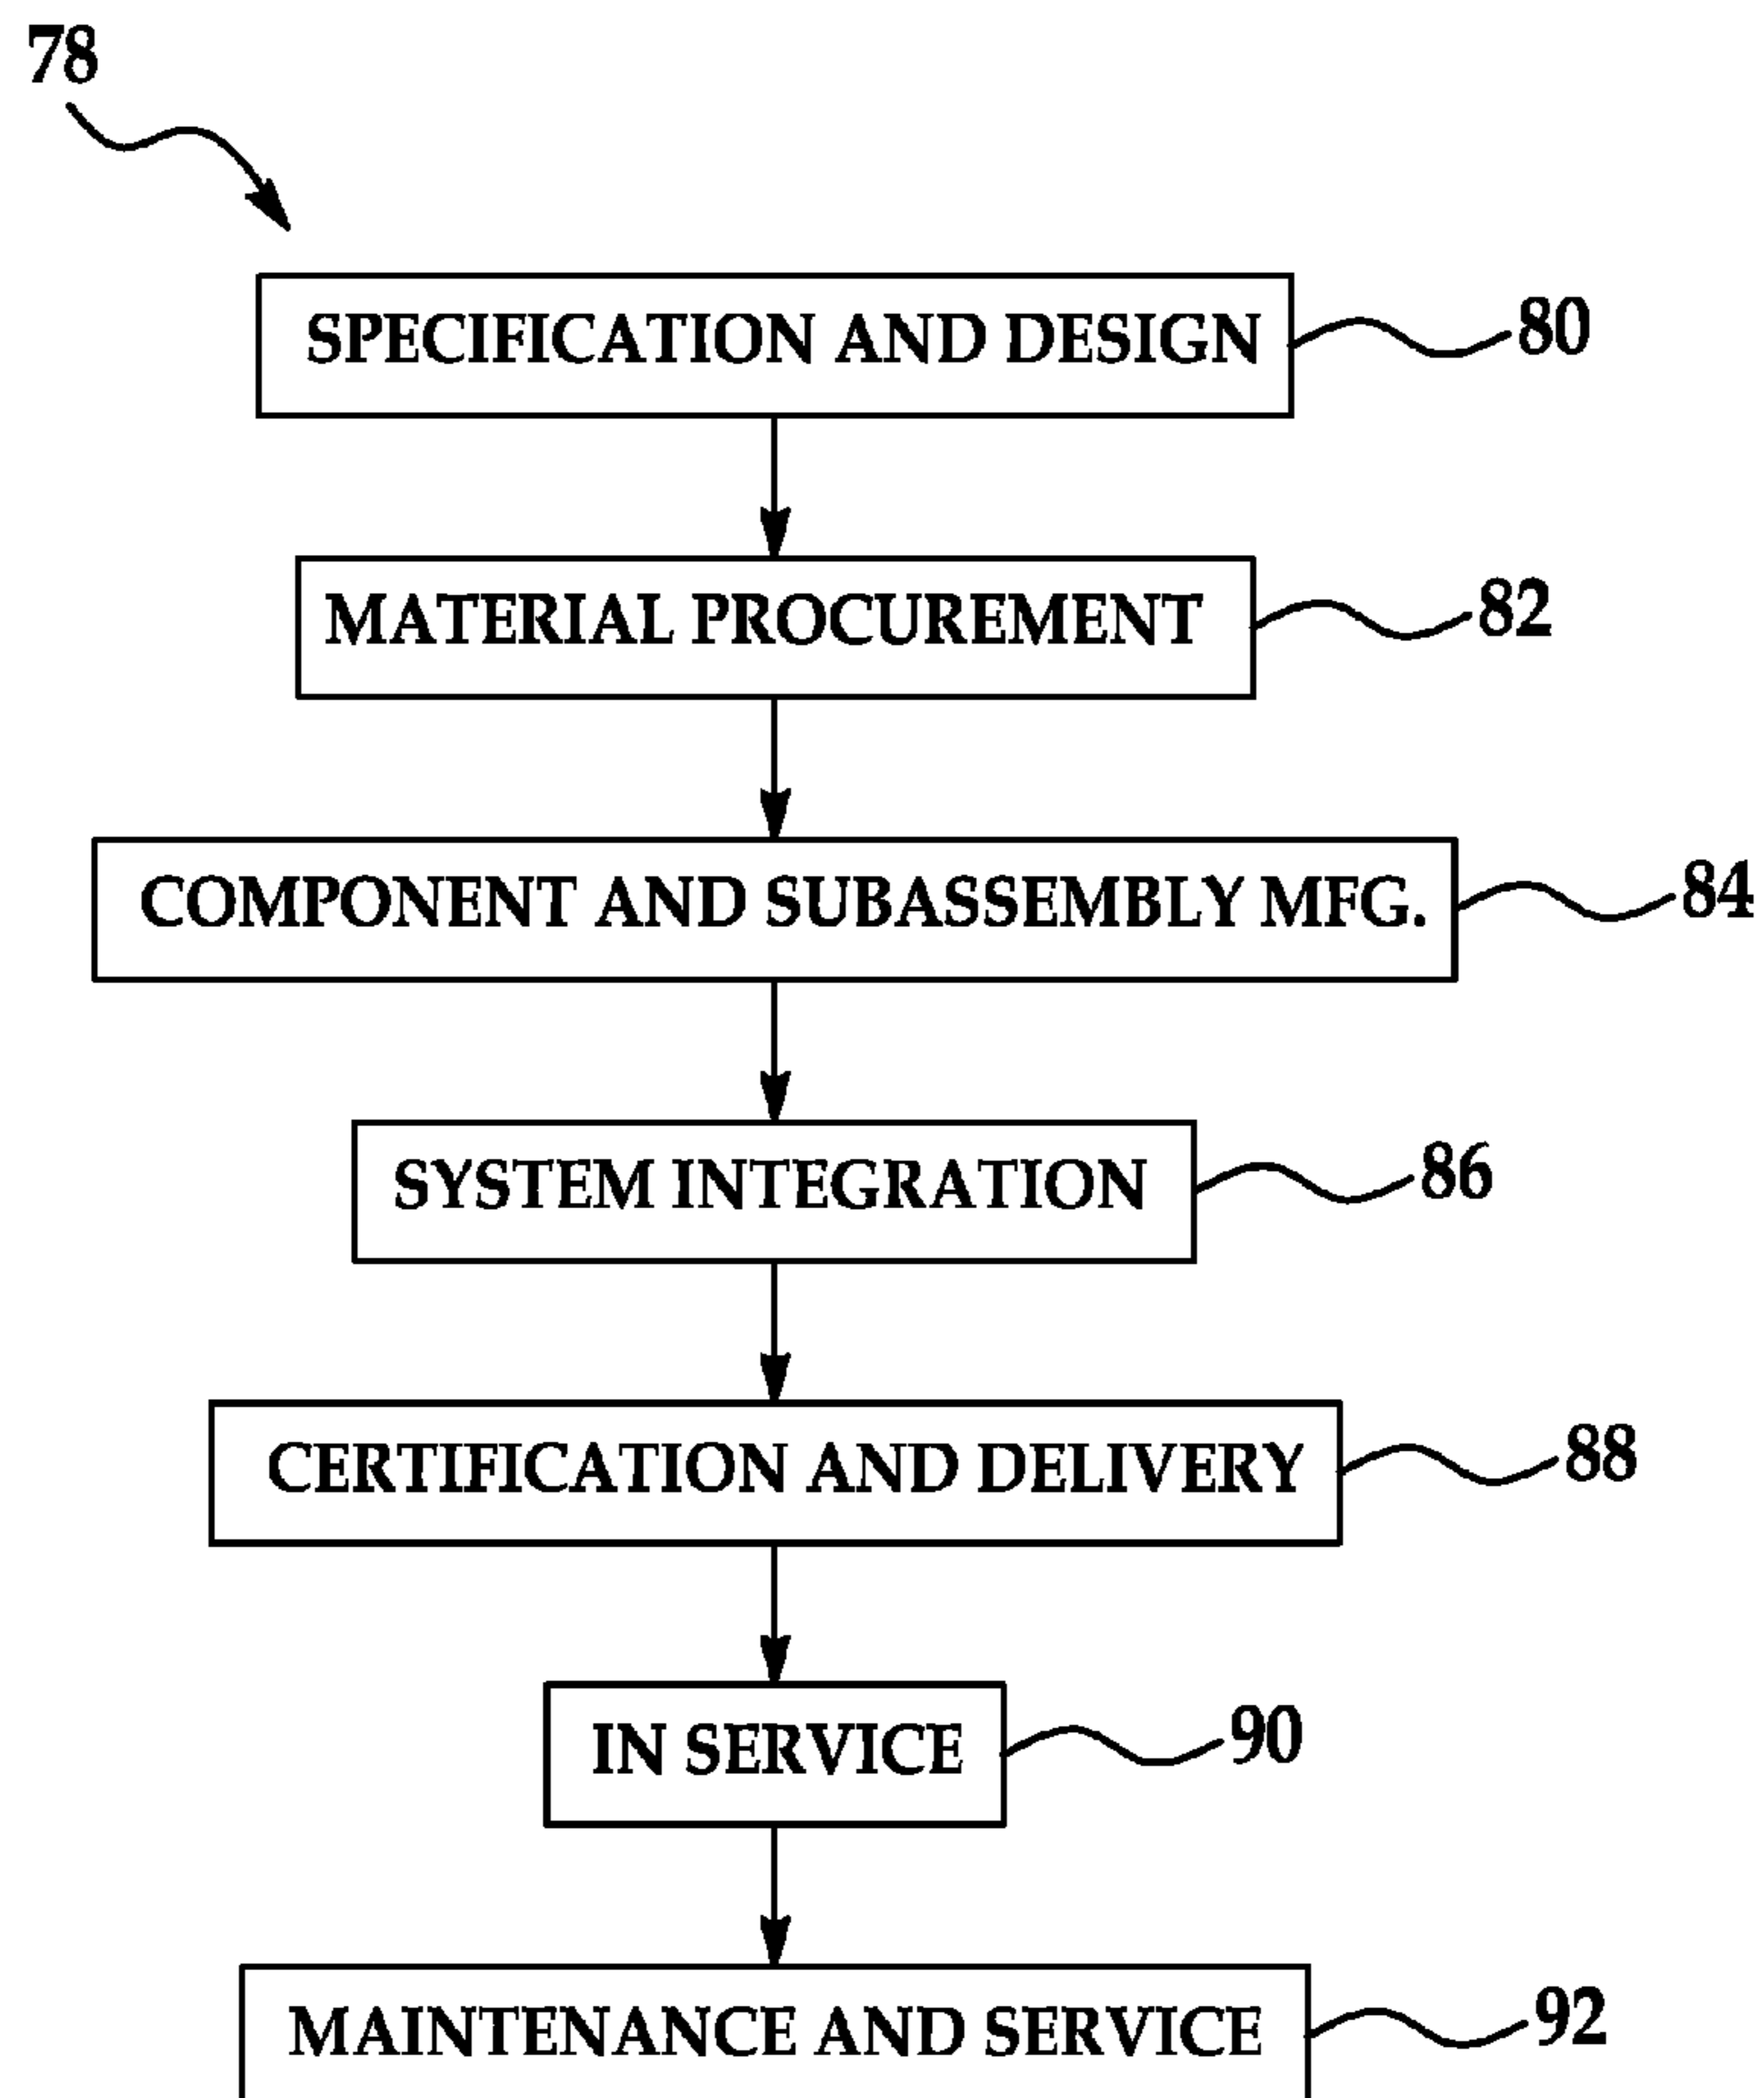 78
SPECIFICATION AND DESIGN 80
MATERIAL PROCUREMENT 82
COMPONENT AND SUBASSEMBLY MFG. 84
SYSTEM INTEGRATION 86
CERTIFICATION AND DELIVERY 88
IN SERVICE 90
MAINTENANCE AND SERVICE 92